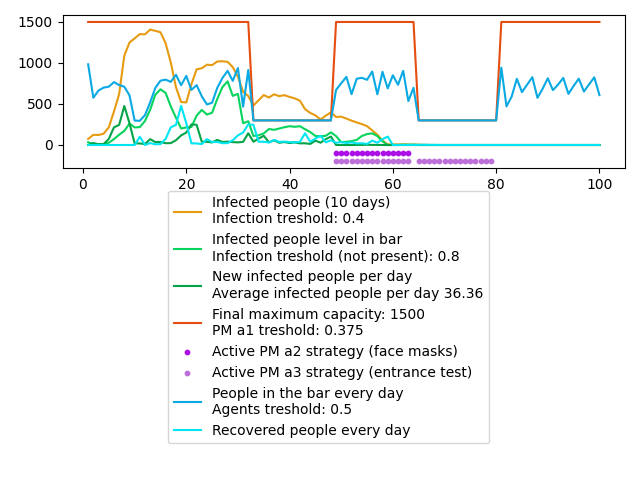 1500
1000
500
0
0
20
40
60
80
100
Infected people (10 days)
Infection treshold: 0.4
Infected people level in bar
Infection treshold (not present): 0.8
New infected people per day
Average infected people per day 36.36
Final maximum capacity: 1500
PM a1 treshold: 0.375
Active PM a2 strategy (face masks)
Active PM a3 strategy (entrance test)
People in the bar every day
Agents treshold: 0.5
Recovered people every day